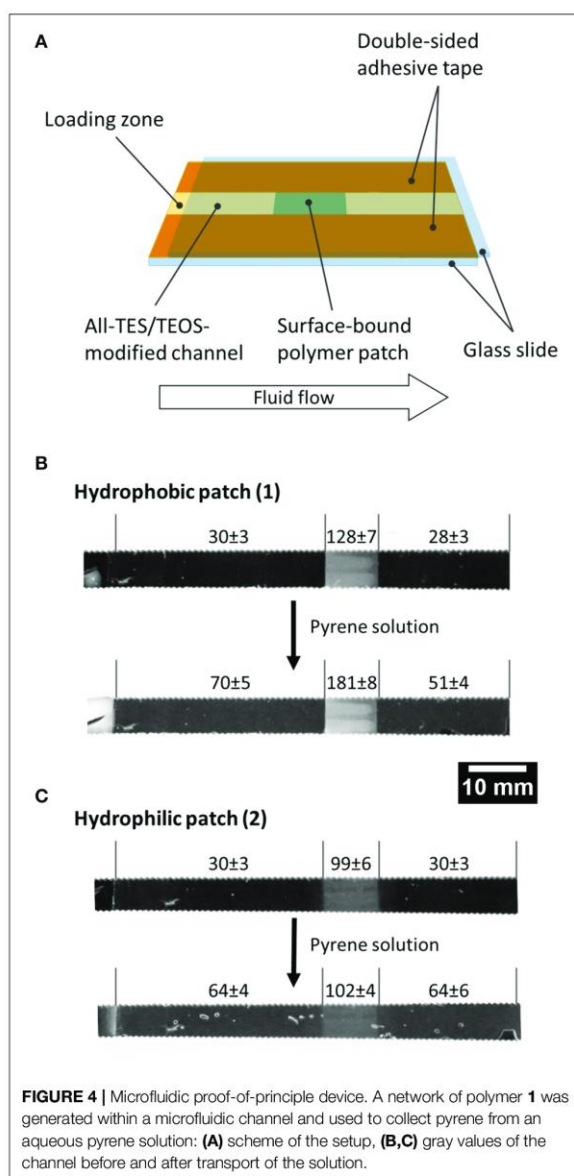 A
Double-sided
adhesive tape
Loading zone
All-TES/TEOS-
modified channel
Surface-bound
polymer patch
Glass slide
Fluid flow
B
Hydrophobic patch (1)
30±3 128±7 28±3
Pyrene solution
70±5 181±8 51±4
10 mm
C
Hydrophilic patch (2)
30±3 99±6 30±3
Pyrene solution
64±4 102±4 64±6
FIGURE 4 | Microfluidic proof-of-principle device. A network of polymer 1 was
generated within a microfluidic channel and used to collect pyrene from an
aqueous pyrene solution: (A) scheme of the setup, (B,C) gray values of the
channel before and after transport of the solution.